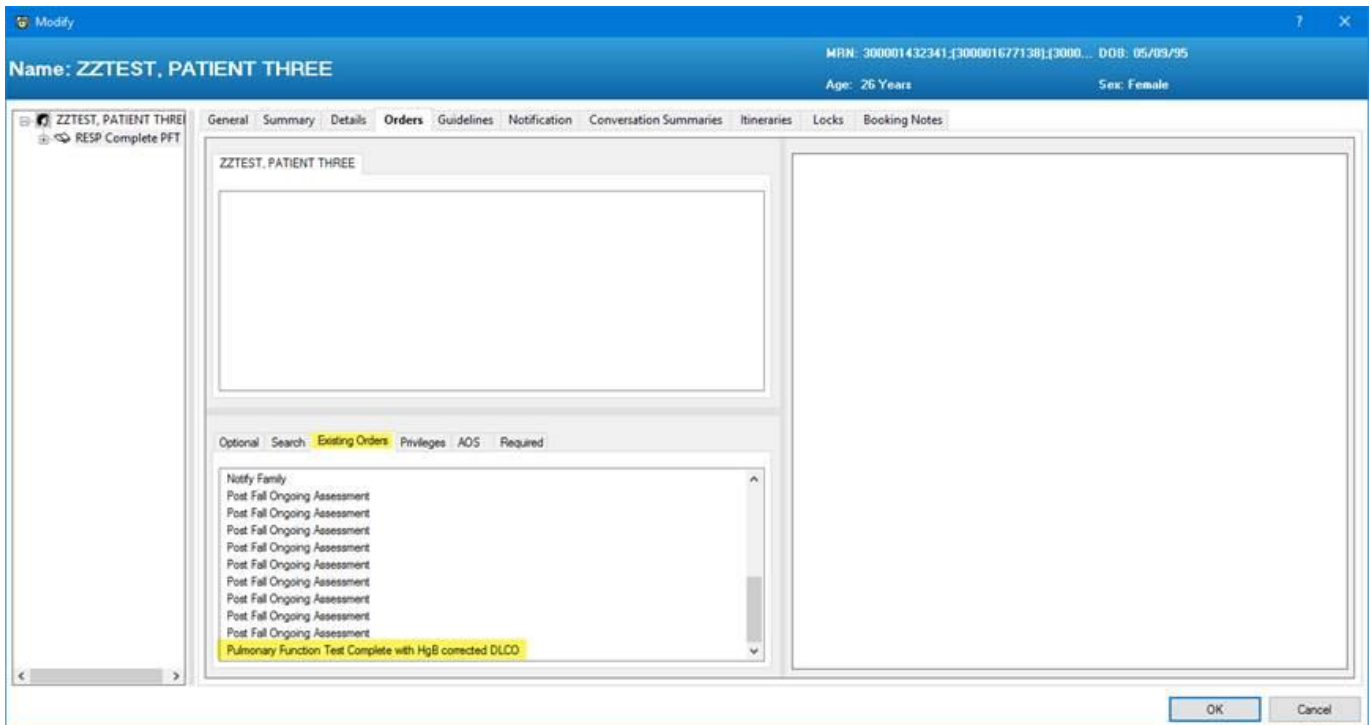 Modify
? ×
Name: ZZTEST, PATIENT THREE
MRN: 300001432341;[300001677138];[3000... DOB: 05/09/95
Age: 26 Years Sex: Female
ZZTEST, PATIENT THREE
RESP Complete PFT
General Summary Details Orders Guidelines Notification Conversation Summaries Itineraries Locks Booking Notes
ZZTEST, PATIENT THREE
Optional Search Existing Orders Privileges AOS Required
Notify Family
Post Fall Ongoing Assessment
Post Fall Ongoing Assessment
Post Fall Ongoing Assessment
Post Fall Ongoing Assessment
Post Fall Ongoing Assessment
Post Fall Ongoing Assessment
Post Fall Ongoing Assessment
Post Fall Ongoing Assessment
Post Fall Ongoing Assessment
Pulmonary Function Test Complete with HgB corrected DLCO
OK Cancel